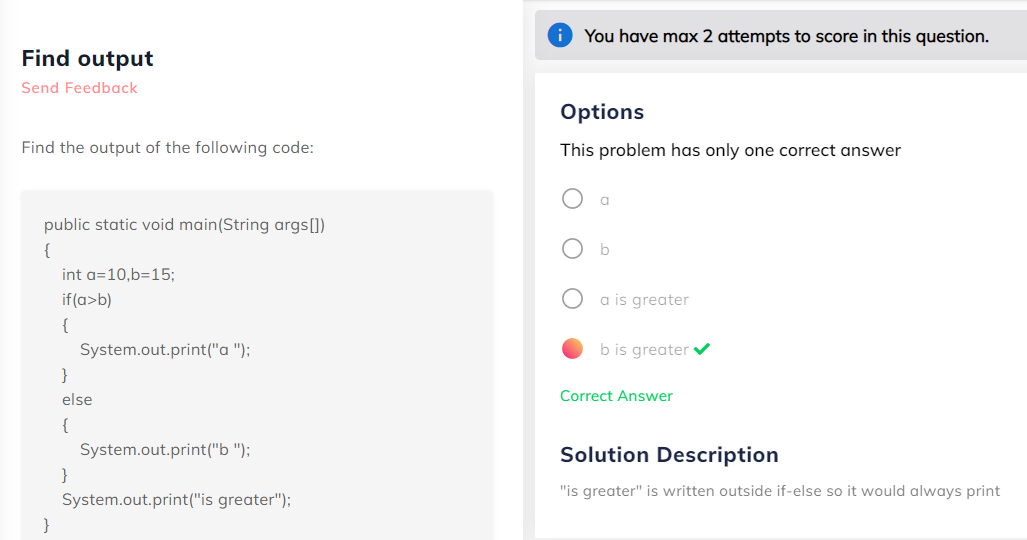 Find output
Send Feedback
Find the output of the following code:
public static void main(String args[])
{
int a=10,b=15;
if(a>b)
{
System.out.print("a ");
}
else
{
System.out.print("b ");
}
System.out.print("is greater");
}
You have max 2 attempts to score in this question.
Options
This problem has only one correct answer
a
b
a is greater
b is greater
Correct Answer
Solution Description
"is greater" is written outside if-else so it would always print